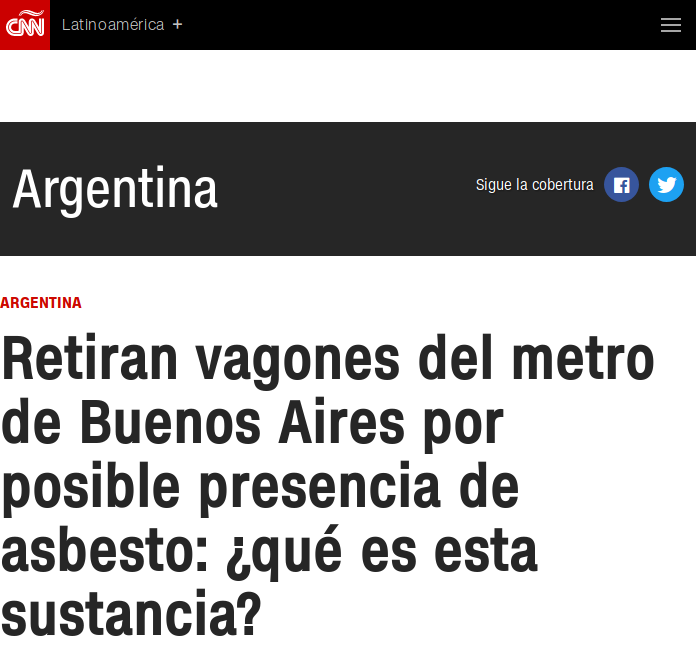 CNN
Latinoamérica +
Argentina
Sigue la cobertura
ARGENTINA
Retiran vagones del metro
de Buenos Aires por
posible presencia de
asbesto: ¿qué es esta
sustancia?